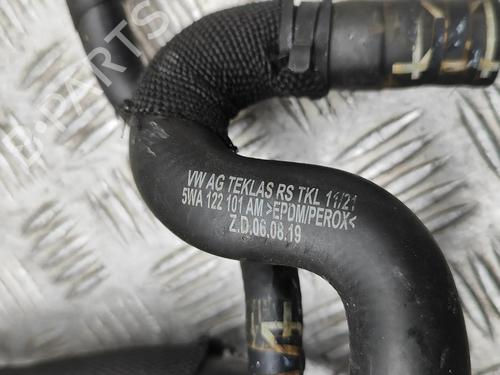 B-PARTS
VW AG TEKLAS RS TKL 11/21
5WA 122 101 AM >EPDM/PEROX<
Z.D.06.08.19